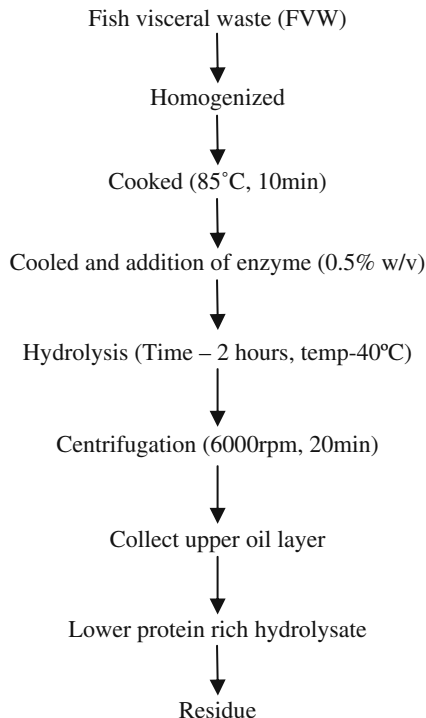 Fish visceral waste (FVW)
Homogenized
Cooked (85˚C, 10min)
Cooled and addition of enzyme (0.5% w/v)
Hydrolysis (Time – 2 hours, temp-40ºC)
Centrifugation (6000rpm, 20min)
Collect upper oil layer
Lower protein rich hydrolysate
Residue